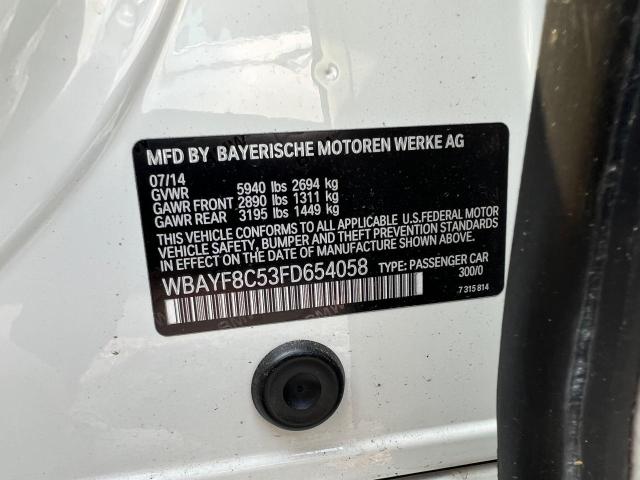 MFD BY BAYERISCHE MOTOREN WERKE AG
07/14
GVWR 5940 lbs 2694 kg
GAWR FRONT 2890 lbs 1311 kg
GAWR REAR 3195 lbs 1449 kg
THIS VEHICLE CONFORMS TO ALL APPLICABLE U.S.FEDERAL MOTOR
VEHICLE SAFETY, BUMPER AND THEFT PREVENTION STANDARDS
IN EFFECT ON THE DATE OF MANUFACTURE SHOWN ABOVE.
WBAYF8C53FD654058 TYPE: PASSENGER CAR
300/0
7 315 814